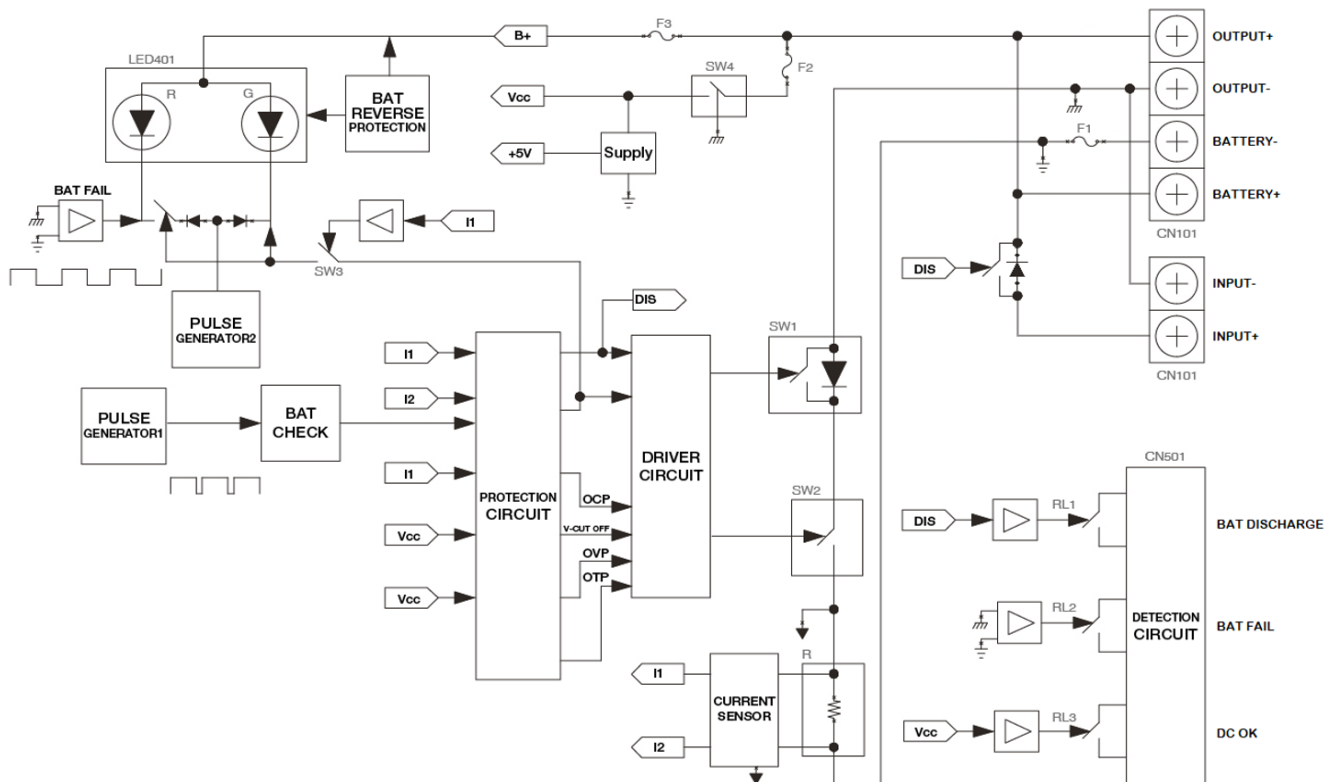 LED401
R
G
BAT
REVERSE
PROTECTION
B+
F3
F2
SW4
Vcc
+5V
Supply
OUTPUT+
OUTPUT-
F1
BATTERY-
BATTERY+
CN101
BAT FAIL
I1
SW3
DIS
INPUT-
INPUT+
CN101
PULSE
GENERATOR2
DIS
SW1
I1
I2
PULSE
GENERATOR1
BAT
CHECK
I1
Vcc
Vcc
PROTECTION
CIRCUIT
OCP
V-CUT OFF
OVP
OTP
DRIVER
CIRCUIT
SW2
CN501
DIS
RL1
BAT DISCHARGE
RL2
BAT FAIL
DETECTION
CIRCUIT
R
I1
CURRENT
SENSOR
I2
Vcc
RL3
DC OK